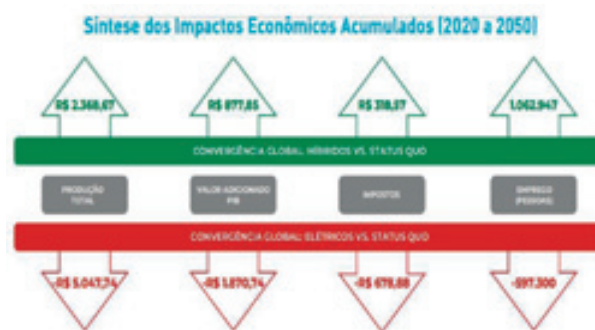 Síntese dos Impactos Econômicos Acumulados (2020 a 2050)
R$ 2.368,67
R$ 877,85
R$ 318,57
1.062.947
CONVERGÊNCIA GLOBAL: HÍBRIDOS VS. STATUS QUO
PRODUÇÃO
TOTAL
VALOR ADICIONADO
PIB
IMPOSTOS
EMPREGO
(PESSOAS)
CONVERGÊNCIA GLOBAL: ELÉTRICOS VS. STATUS QUO
-R$ 5.047,74
-R$ 1.870,74
-R$ 679,88
-597.300